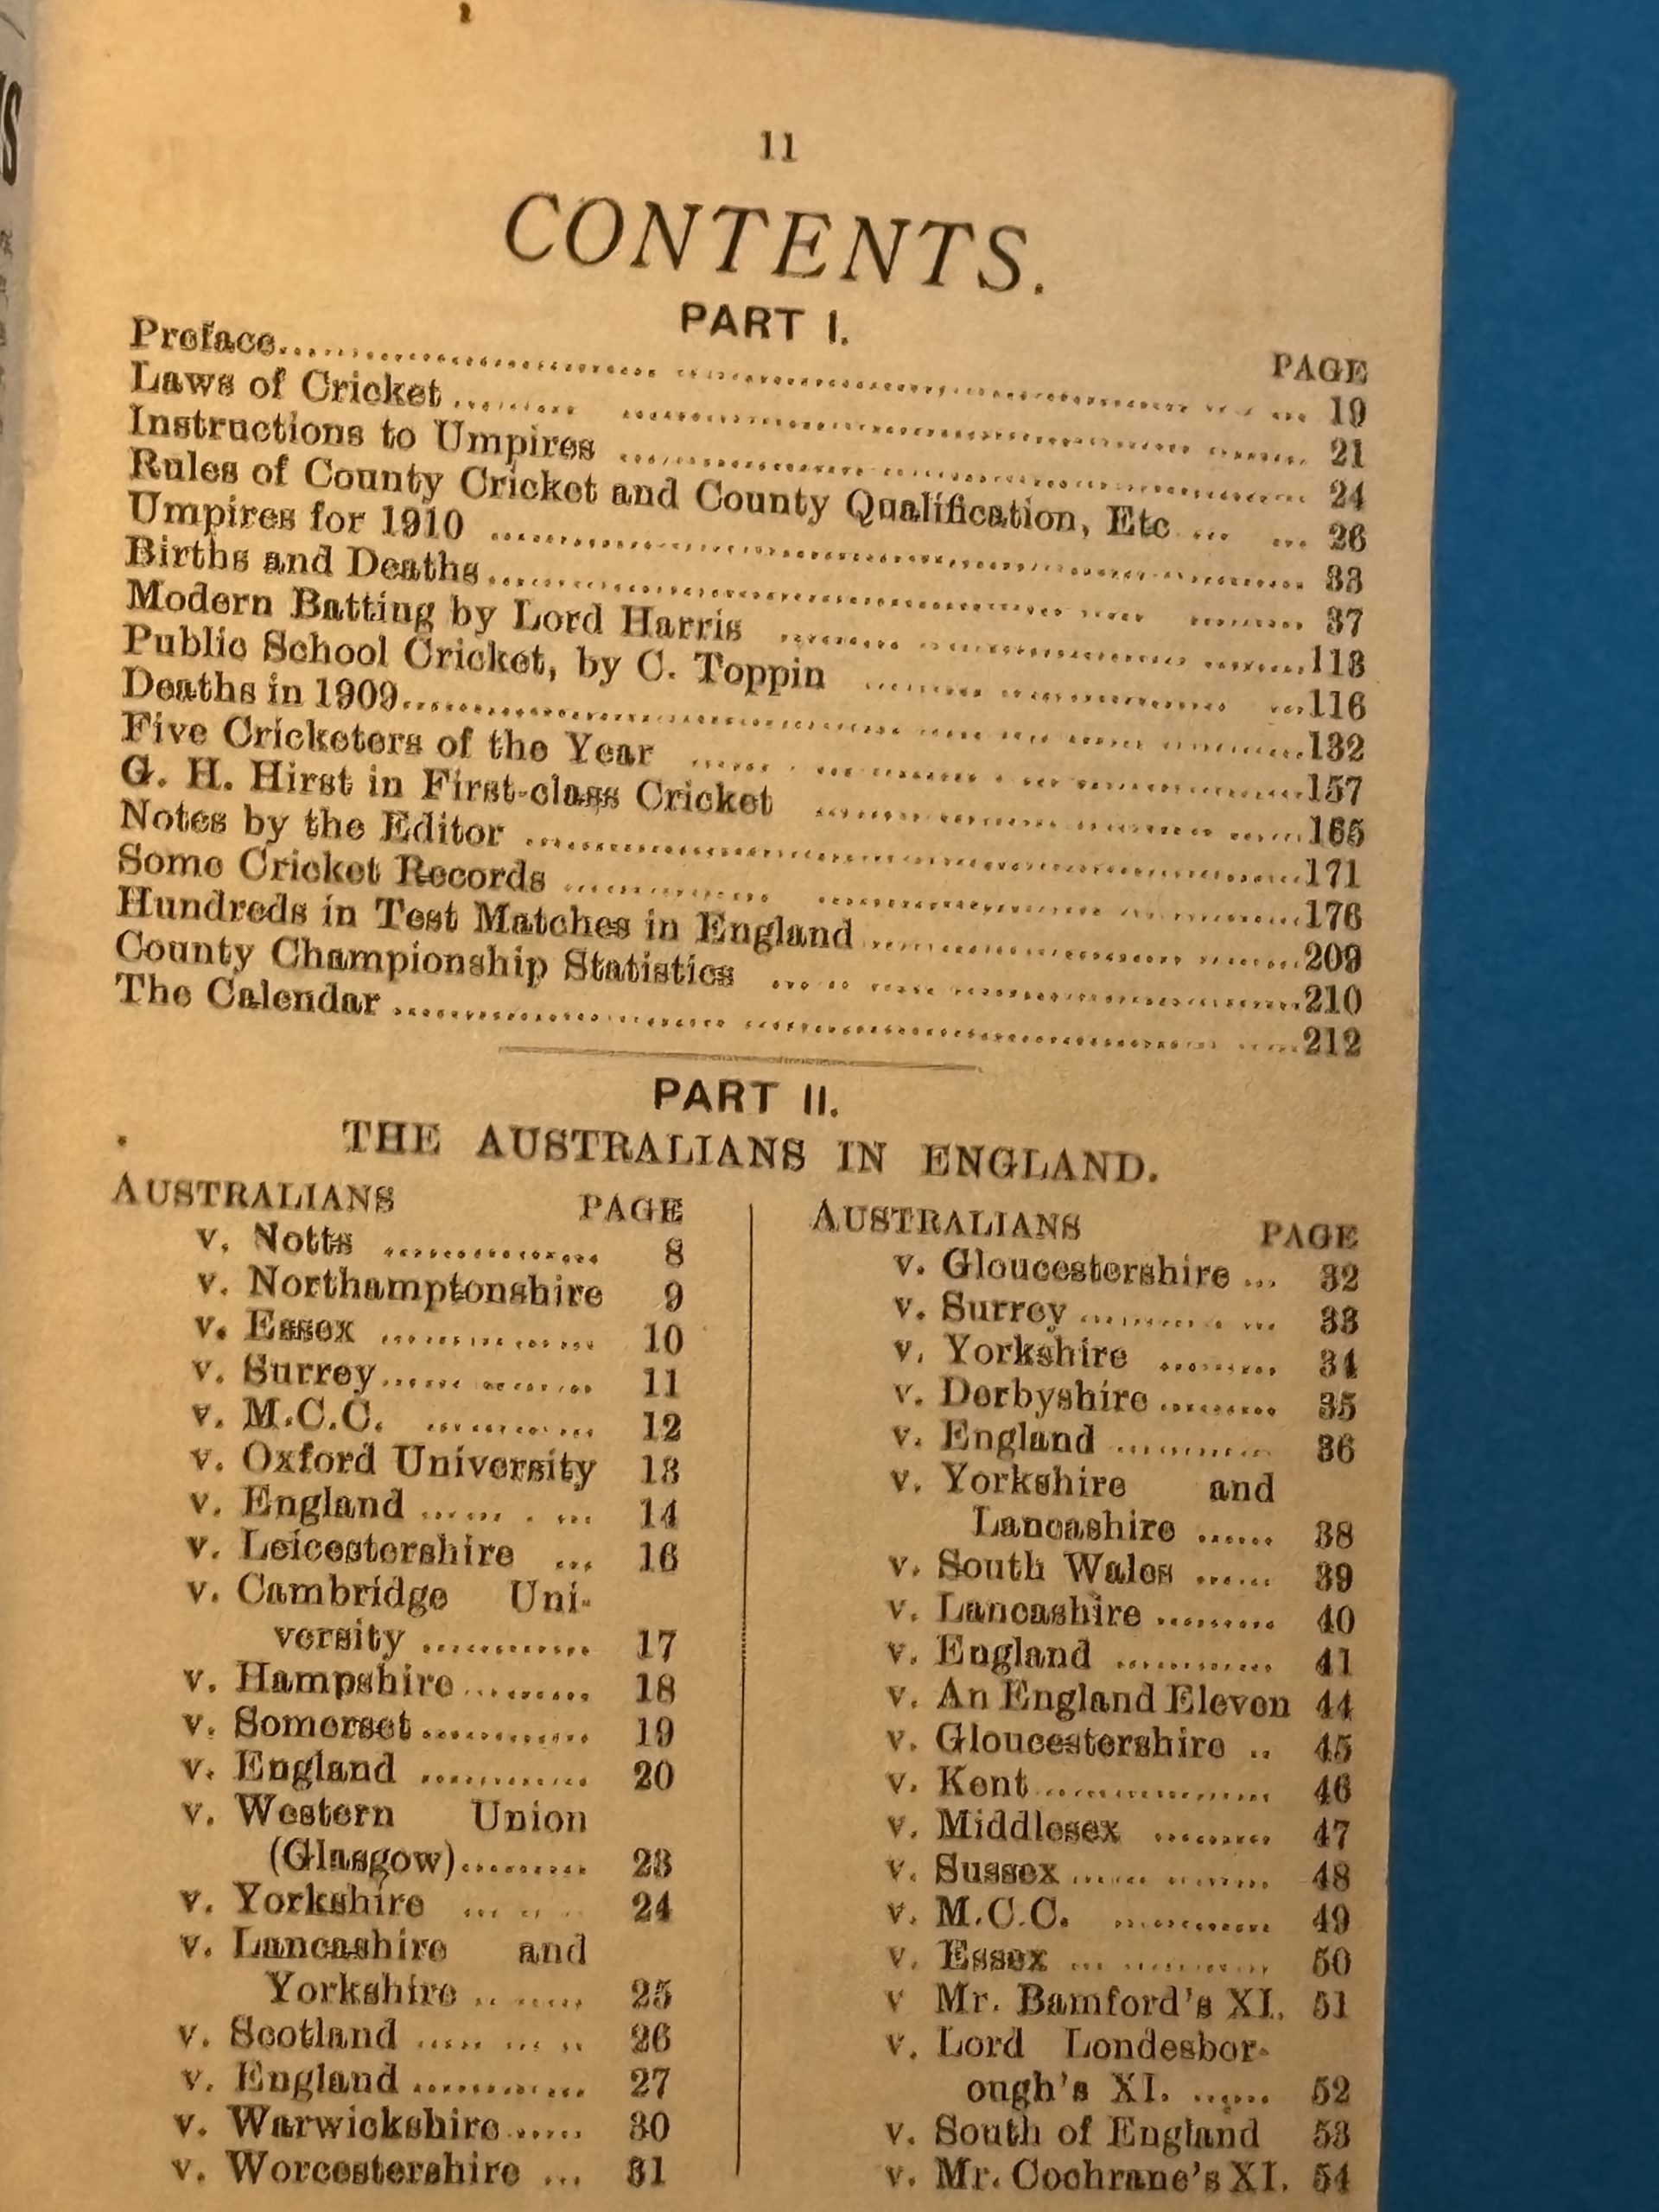 11
CONTENTS.
PART I.
PAGE
Preface 19
Laws of Cricket 21
Instructions to Umpires 24
Rules of County Cricket and County Qualification, Etc 26
Umpires for 1910 33
Births and Deaths 37
Modern Batting by Lord Harris 113
Public School Cricket, by C. Toppin 116
Deaths in 1909 132
Five Cricketers of the Year 157
G. H. Hirst in First-class Cricket 165
Notes by the Editor 171
Some Cricket Records 176
Hundreds in Test Matches in England 209
County Championship Statistics 210
The Calendar 212
PART II.
THE AUSTRALIANS IN ENGLAND.
AUSTRALIANS PAGE
v. Notts 8
v. Northamptonshire 9
v. Essex 10
v. Surrey 11
v. M.C.C. 12
v. Oxford University 13
v. England 14
v. Leicestershire 16
v. Cambridge Uni-
versity 17
v. Hampshire 18
v. Somerset 19
v. England 20
v. Western Union
(Glasgow) 23
v. Yorkshire 24
v. Lancashire and
Yorkshire 25
v. Scotland 26
v. England 27
v. Warwickshire 30
v. Worcestershire 31
AUSTRALIANS PAGE
v. Gloucestershire 32
v. Surrey 33
v. Yorkshire 34
v. Derbyshire 35
v. England 36
v. Yorkshire and
Lancashire 38
v. South Wales 39
v. Lancashire 40
v. England 41
v. An England Eleven 44
v. Gloucestershire 45
v. Kent 46
v. Middlesex 47
v. Sussex 48
v. M.C.C. 49
v. Essex 50
v Mr. Bamford's XI. 51
v. Lord Londesbor-
ough's XI. 52
v. South of England 53
v. Mr. Cochrane's XI. 54